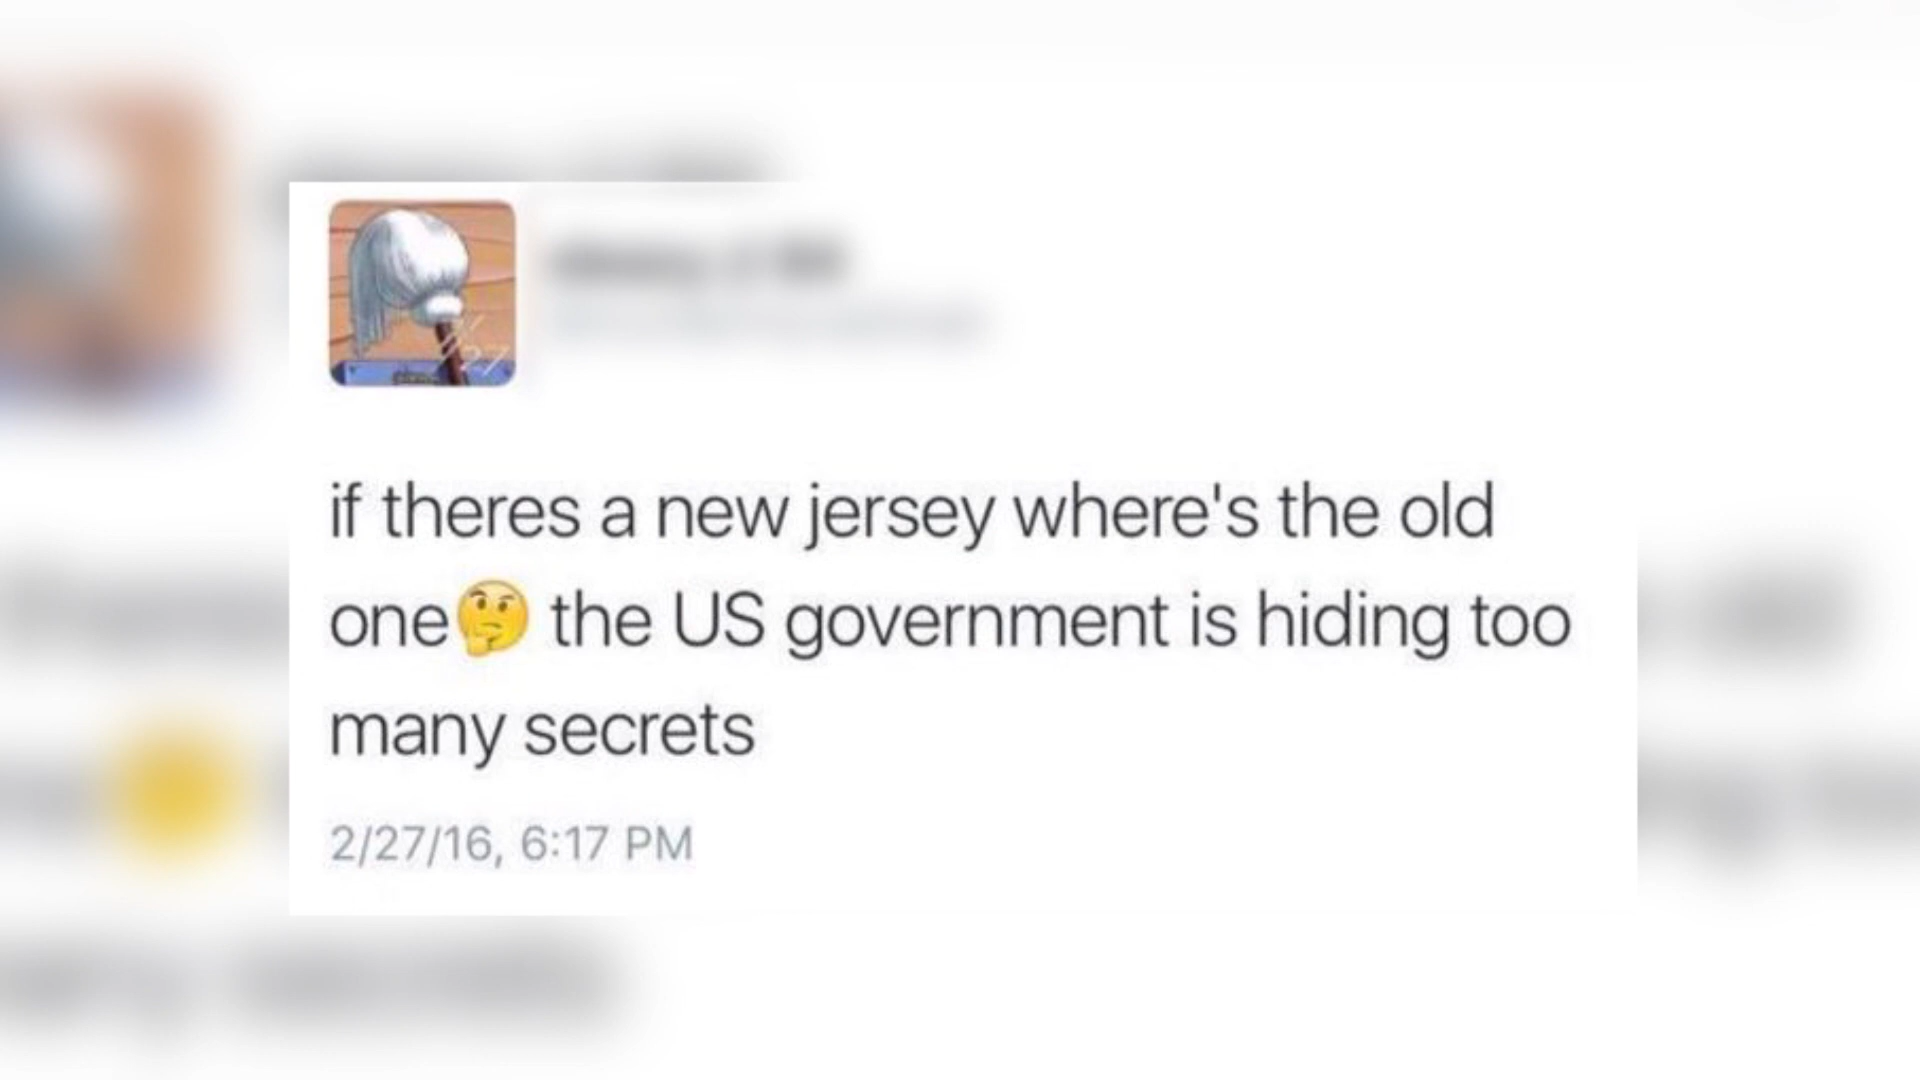 if theres a new jersey where's the old
one🤔 the US government is hiding too
many secrets
2/27/16, 6:17 PM